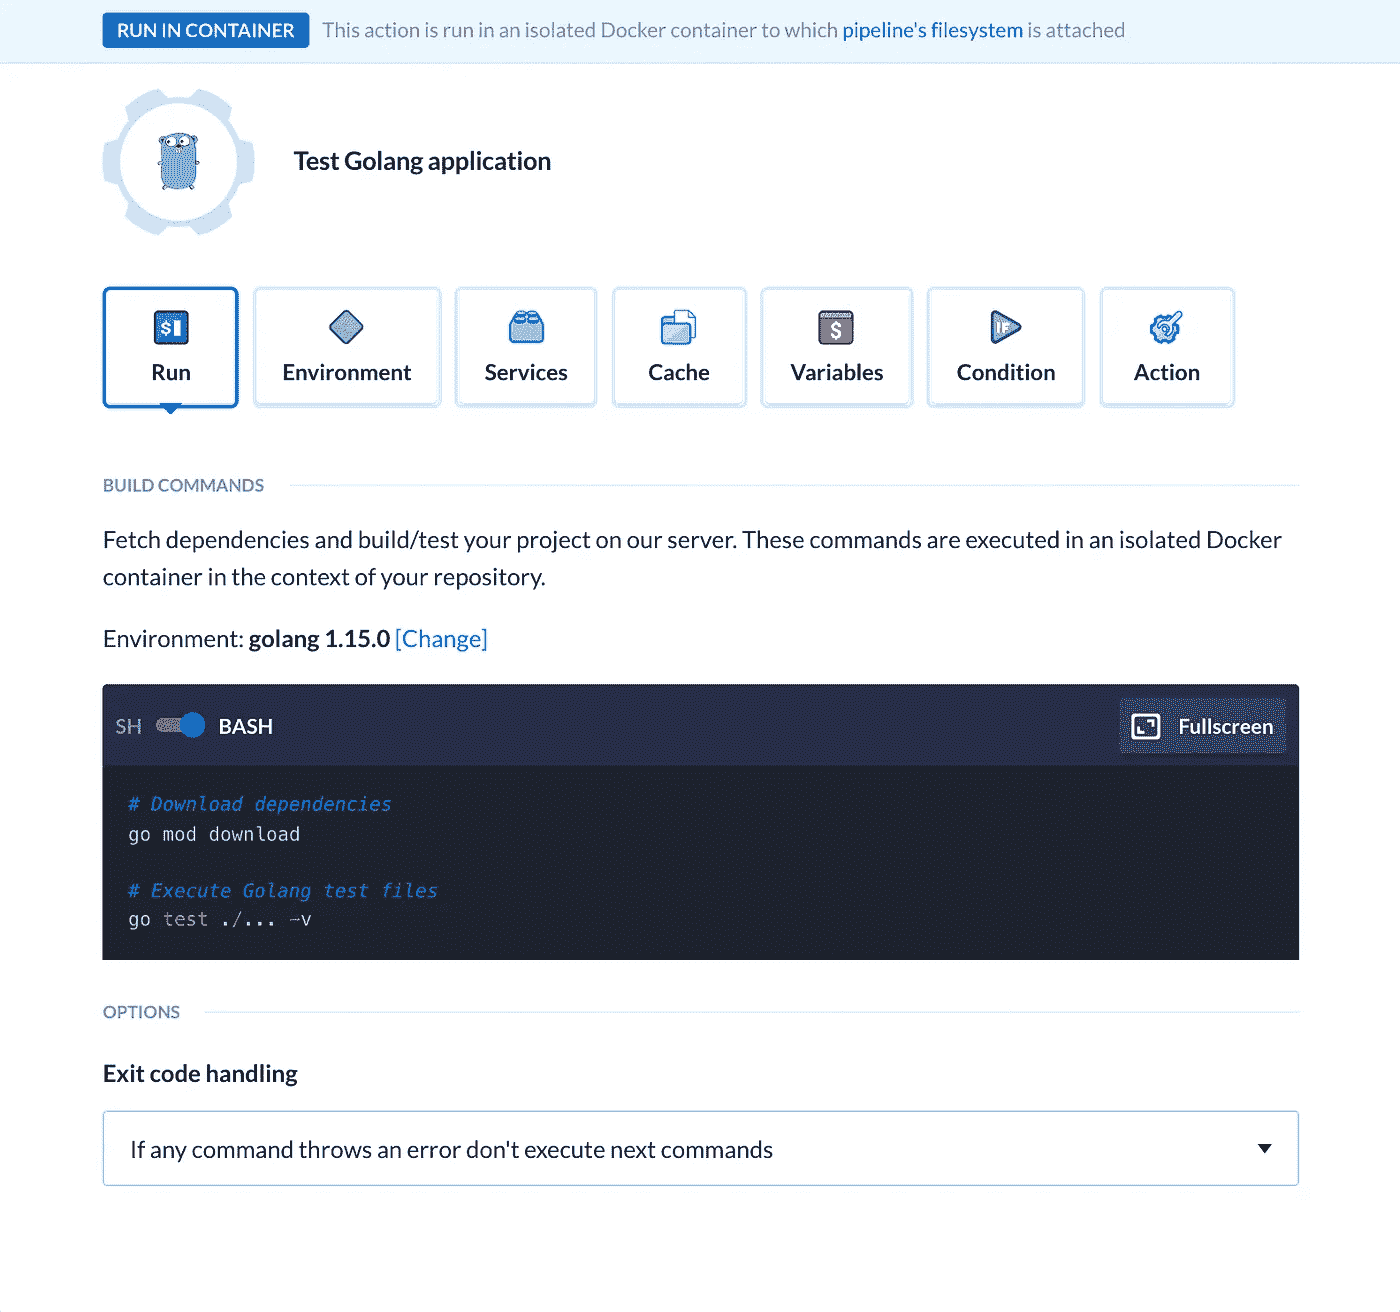 RUN IN CONTAINER This action is run in an isolated Docker container to which pipeline's filesystem is attached
Test Golang application
$
IF
$
Run Environment Services Cache Variables Condition Action
BUILD COMMANDS
Fetch dependencies and build/test your project on our server. These commands are executed in an isolated Docker
container in the context of your repository.
Environment: golang 1.15.0 [Change]
SH BASH Fullscreen
# Download dependencies
go mod download
# Execute Golang test files
go test ./... -v
OPTIONS
Exit code handling
If any command throws an error don't execute next commands